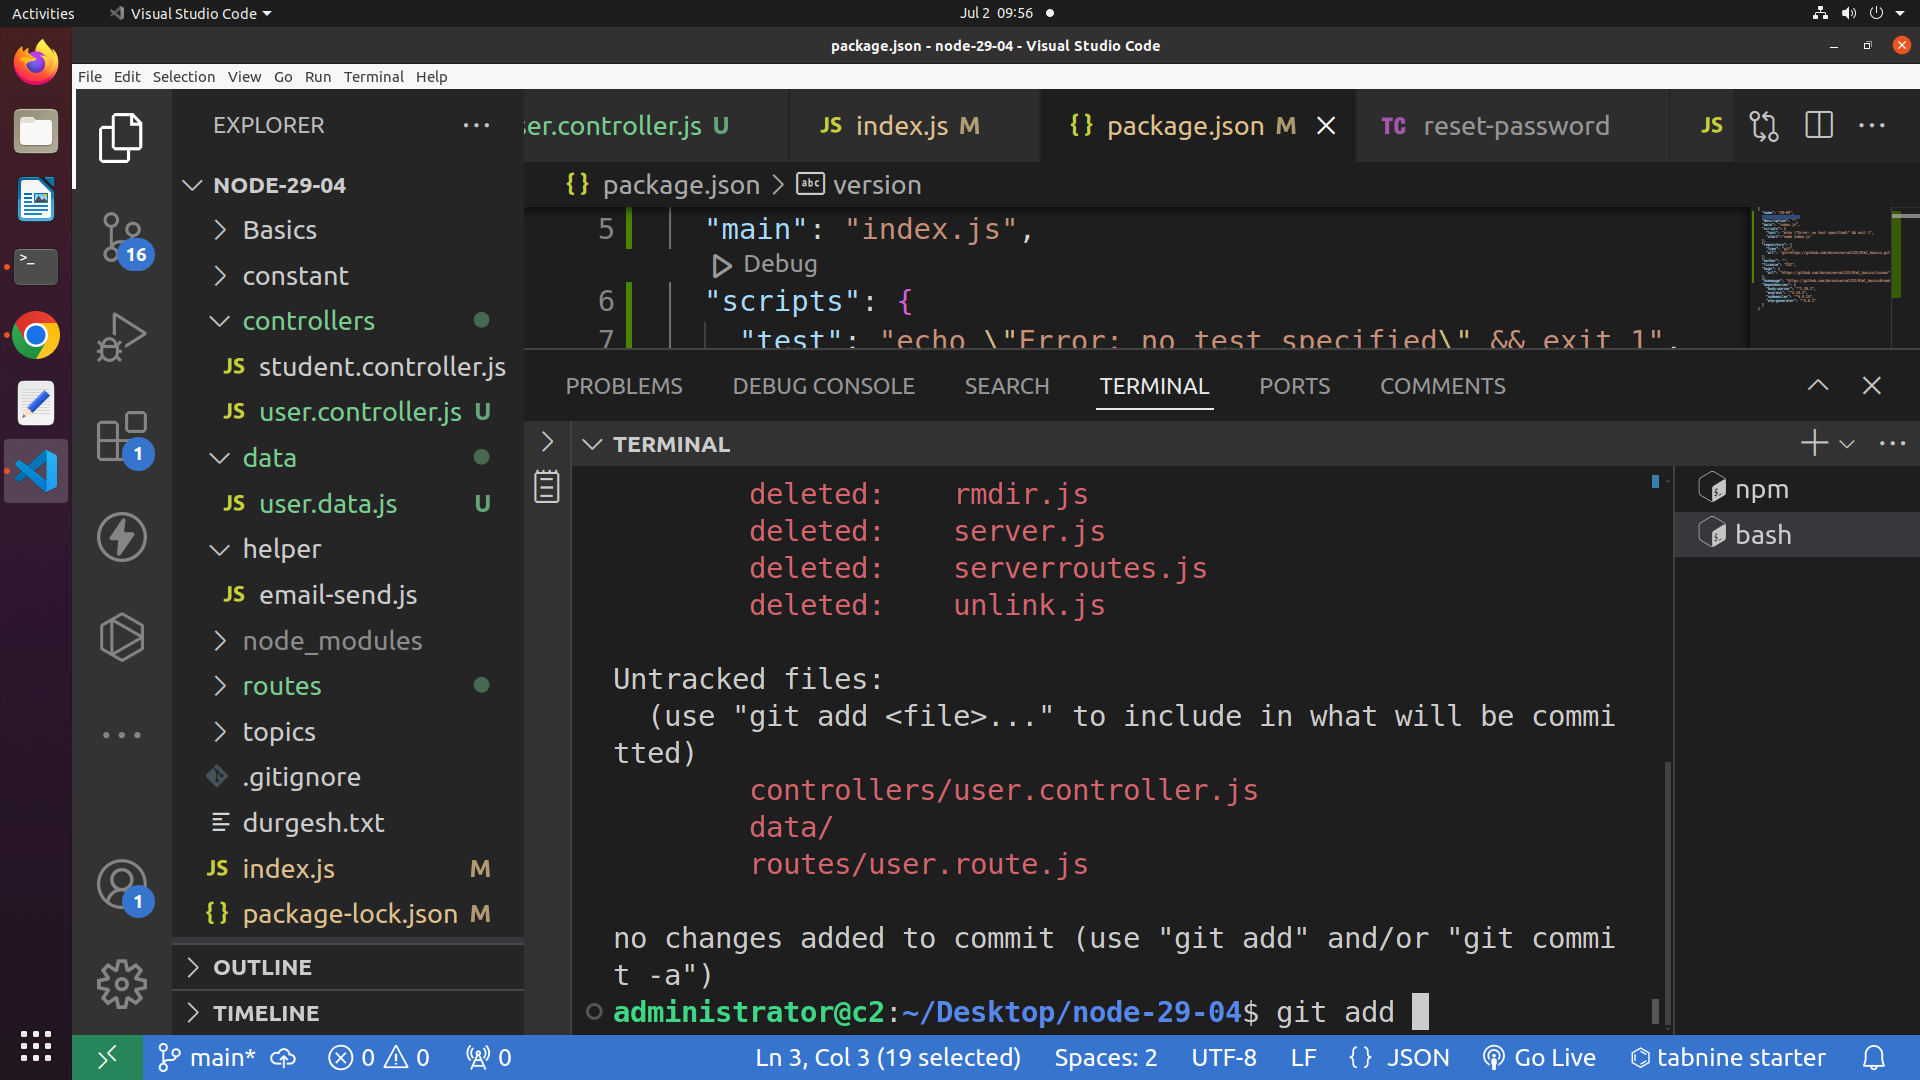 Activities
Visual Studio Code
Jul 2 09:56
package.json - node-29-04 - Visual Studio Code
File Edit Selection View Go Run Terminal Help
EXPLORER
ser.controller.js U
JS index.js M
{} package.json M
TC reset-password
JS
NODE-29-04
{} package.json > abc version
Basics
constant
controllers
JS student.controller.js
JS user.controller.js U
data
JS user.data.js U
helper
JS email-send.js
node_modules
routes
topics
.gitignore
durgesh.txt
JS index.js M
{} package-lock.json M
OUTLINE
TIMELINE
16
1
1
5 "main": "index.js",
Debug
6 "scripts": {
7 "test": "echo \"Error: no test specified\" && exit 1",
PROBLEMS DEBUG CONSOLE SEARCH TERMINAL PORTS COMMENTS
TERMINAL
deleted: rmdir.js
deleted: server.js
deleted: serverroutes.js
deleted: unlink.js
Untracked files:
(use "git add <file>..." to include in what will be commi
tted)
controllers/user.controller.js
data/
routes/user.route.js
no changes added to commit (use "git add" and/or "git commi
t -a")
administrator@c2:~/Desktop/node-29-04$ git add
npm
bash
main* 0 0 0
Ln 3, Col 3 (19 selected) Spaces: 2 UTF-8 LF {} JSON Go Live tabnine starter